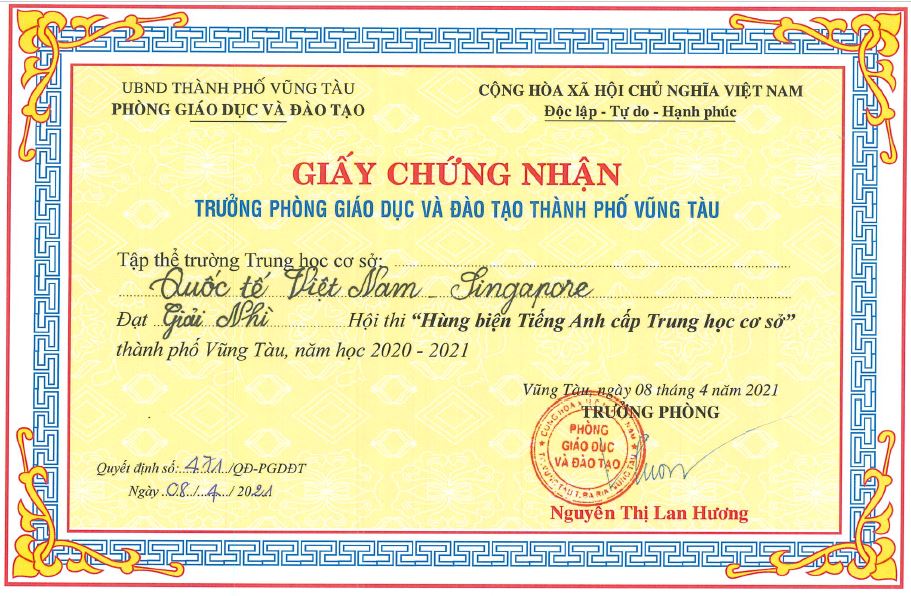 UBND THÀNH PHỐ VŨNG TÀU
PHÒNG GIÁO DỤC VÀ ĐÀO TẠO
CỘNG HÒA XÃ HỘI CHỦ NGHĨA VIỆT NAM
Độc lập - Tự do - Hạnh phúc
GIẤY CHỨNG NHẬN
TRƯỞNG PHÒNG GIÁO DỤC VÀ ĐÀO TẠO THÀNH PHỐ VŨNG TÀU
Tập thể trường Trung học cơ sở:
Quốc tế Việt Nam - Singapore
Đạt Giải Nhì Hội thi “Hùng biện Tiếng Anh cấp Trung học cơ sở”
thành phố Vũng Tàu, năm học 2020 - 2021
Vũng Tàu, ngày 08 tháng 4 năm 2021
TRƯỞNG PHÒNG
PHÒNG
GIÁO DỤC
VÀ ĐÀO TẠO
Quyết định số: 471/QĐ-PGDĐT
Ngày 08/4/2021
Nguyễn Thị Lan Hương